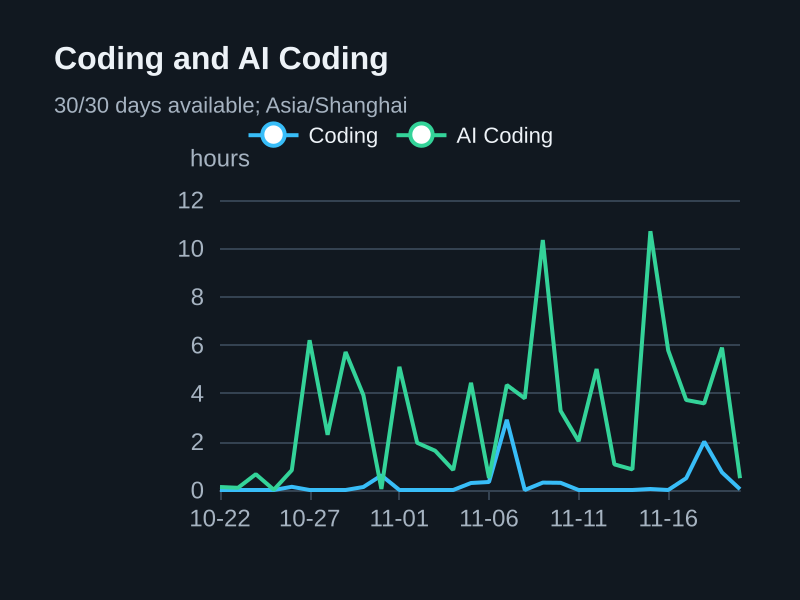 Coding and AI Coding
30/30 days available; Asia/Shanghai
Coding AI Coding
hours
12
10
8
6
4
2
0
10-22 10-27 11-01 11-06 11-11 11-16